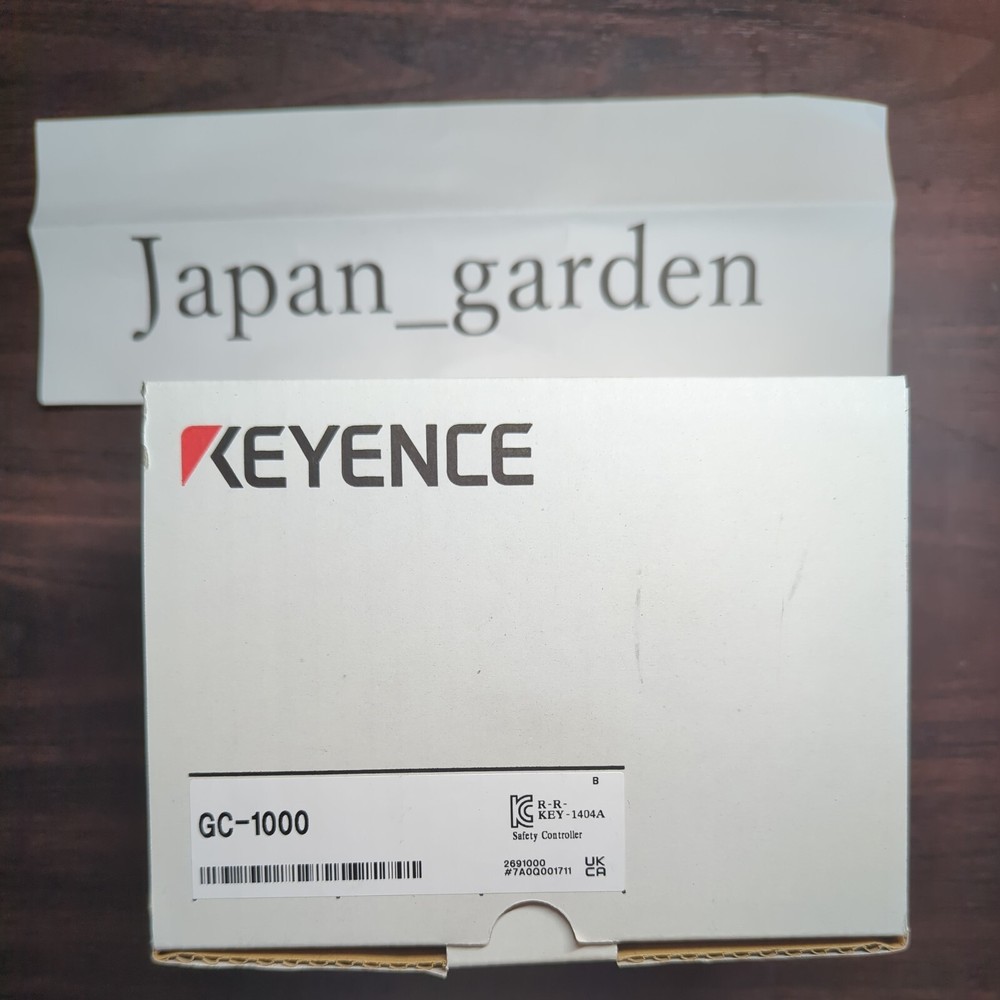 Japan_garden
KEYENCE
B
GC-1000
R-R-
KEY-1404A
Safety Controller
2691000
#7A0Q001711
UK
CA